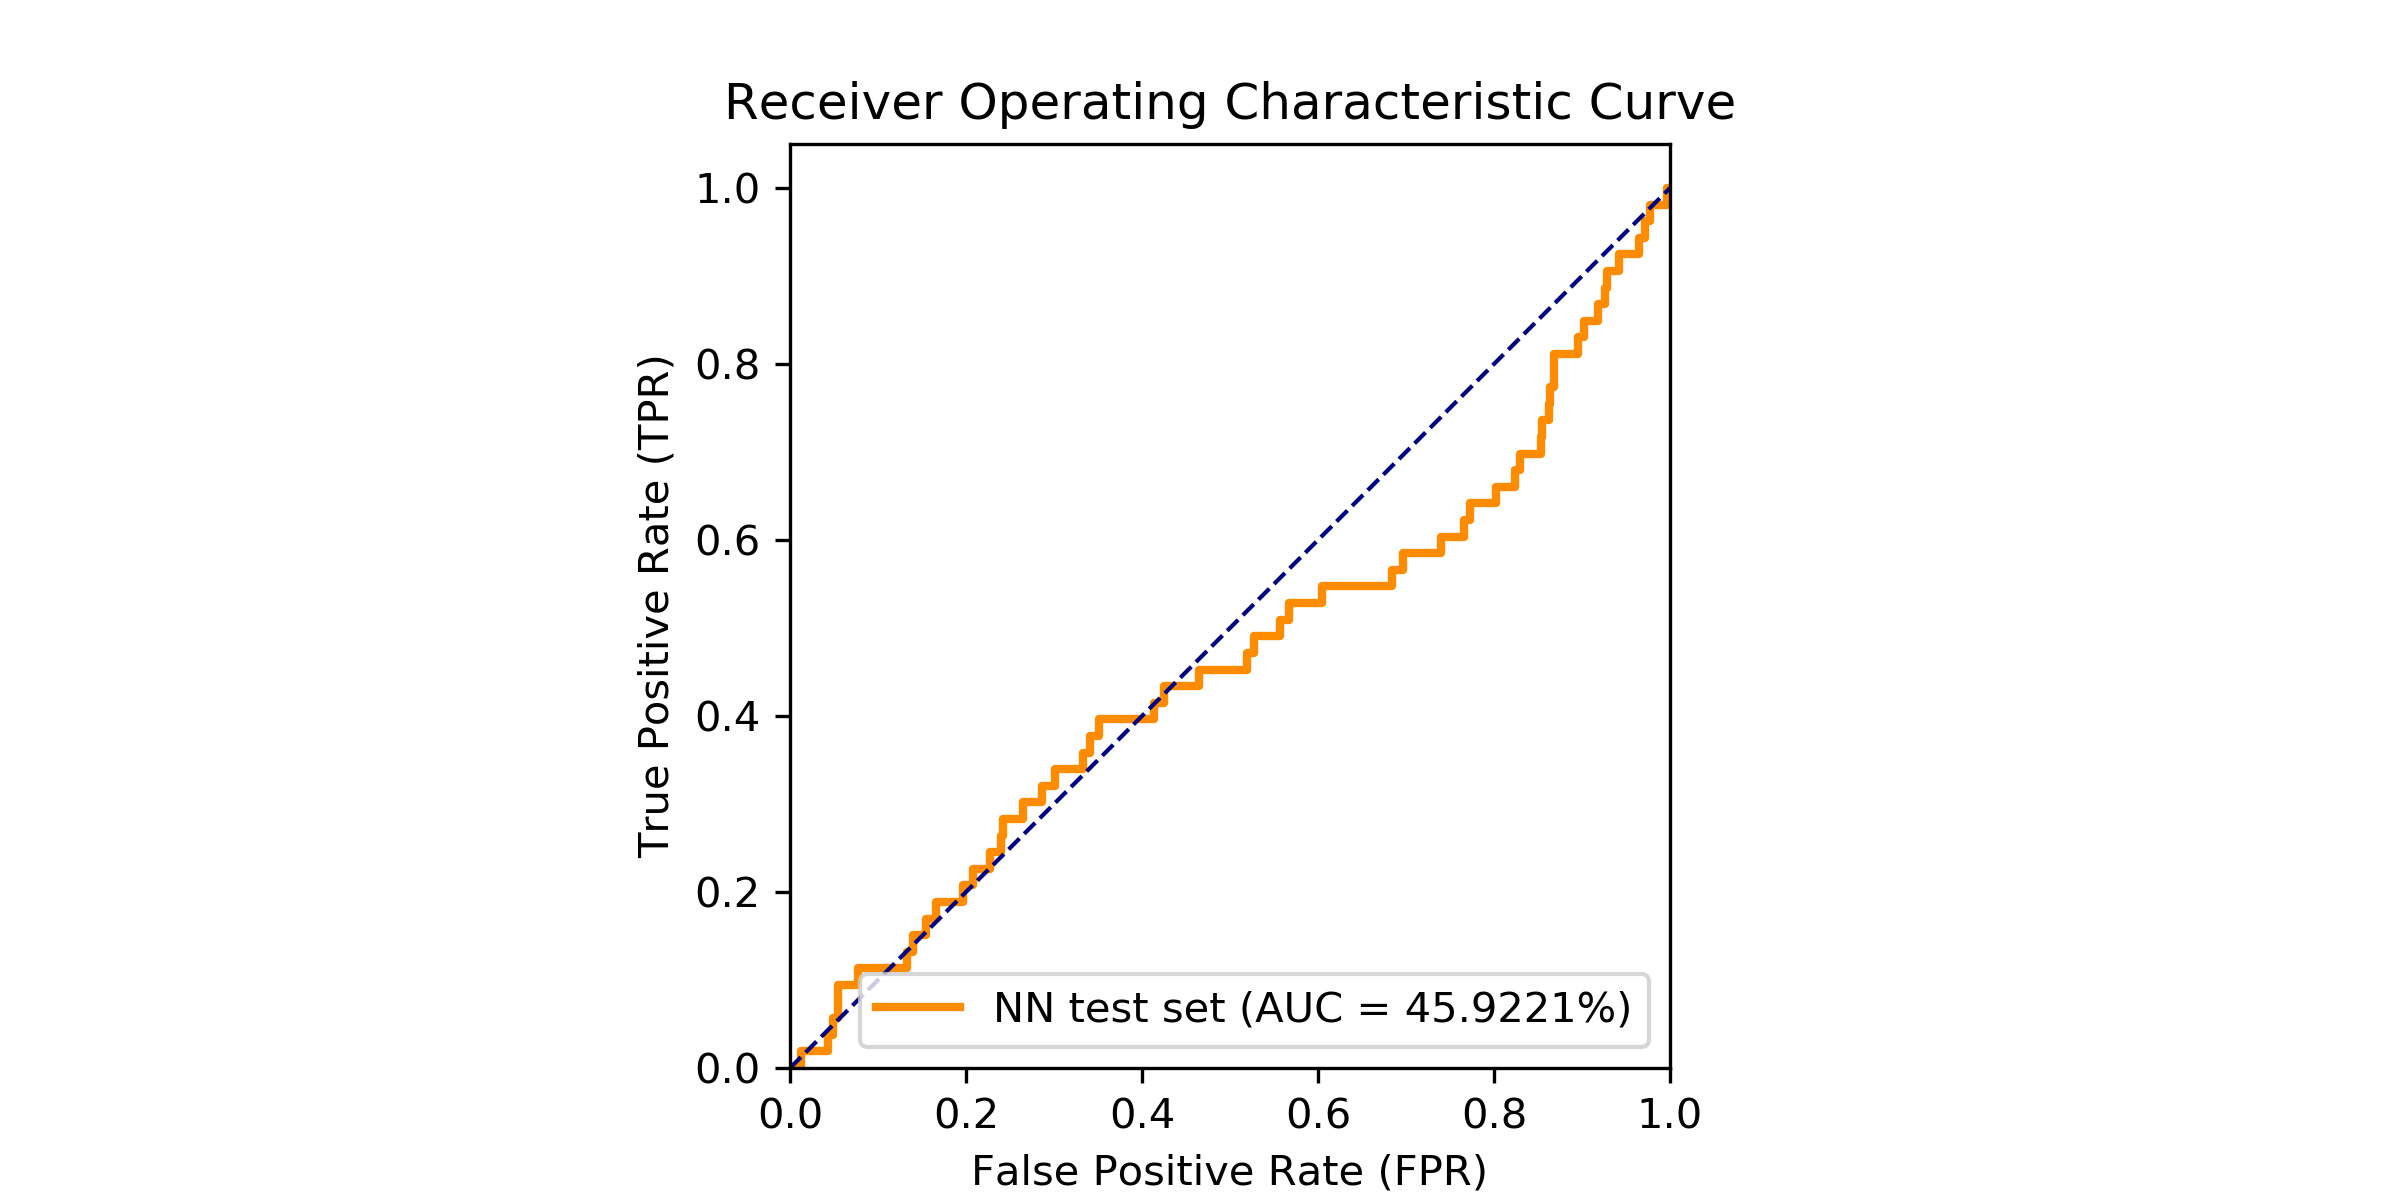 Receiver Operating Characteristic Curve
1.0
0.8
0.6
0.4
0.2
0.0
True Positive Rate (TPR)
NN test set (AUC = 45.9221%)
0.0 0.2 0.4 0.6 0.8 1.0
False Positive Rate (FPR)